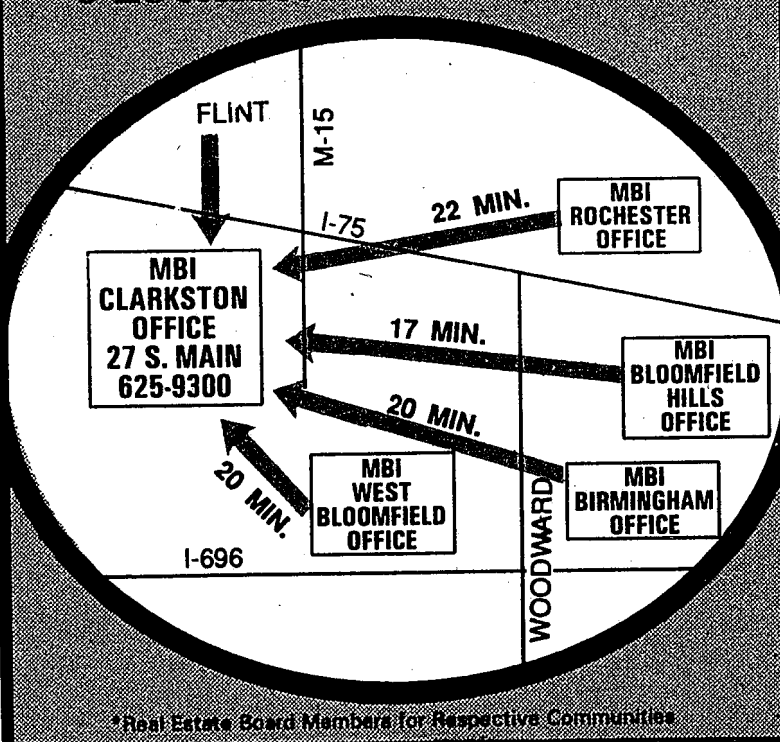 FLINT
M-15
I-75
22 MIN.
MBI
ROCHESTER
OFFICE
MBI
CLARKSTON
OFFICE
27 S. MAIN
625-9300
17 MIN.
MBI
BLOOMFIELD
HILLS
OFFICE
20 MIN.
MBI
BIRMINGHAM
OFFICE
20 MIN.
MBI
WEST
BLOOMFIELD
OFFICE
WOODWARD
I-696
*Real Estate Board Members for Respective Communities